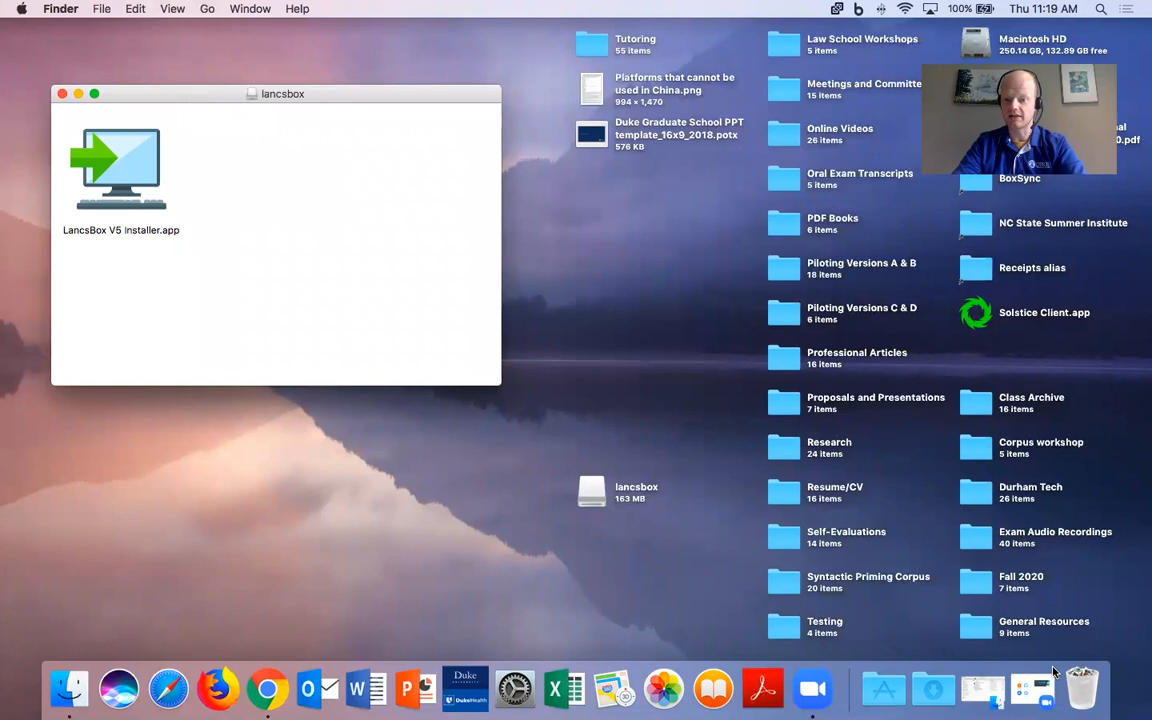 Finder File Edit View Go Window Help
100% Thu 11:19 AM
lancsbox
LancsBox V5 Installer.app
Tutoring
55 items
Platforms that cannot be
used in China.png
994 × 1,470
Duke Graduate School PPT
template_16x9_2018.potx
576 KB
lancsbox
163 MB
Law School Workshops
5 items
Meetings and Committe
15 items
Online Videos
26 items
Oral Exam Transcripts
5 items
PDF Books
6 items
Piloting Versions A & B
18 items
Piloting Versions C & D
6 items
Professional Articles
16 items
Proposals and Presentations
7 items
Research
24 items
Resume/CV
16 items
Self-Evaluations
14 items
Syntactic Priming Corpus
20 items
Testing
4 items
Macintosh HD
250.14 GB, 132.89 GB free
al
0.pdf
BoxSync
NC State Summer Institute
Receipts alias
Solstice Client.app
Class Archive
16 items
Corpus workshop
5 items
Durham Tech
26 items
Exam Audio Recordings
40 items
Fall 2020
7 items
General Resources
9 items
Duke
DukeHealth